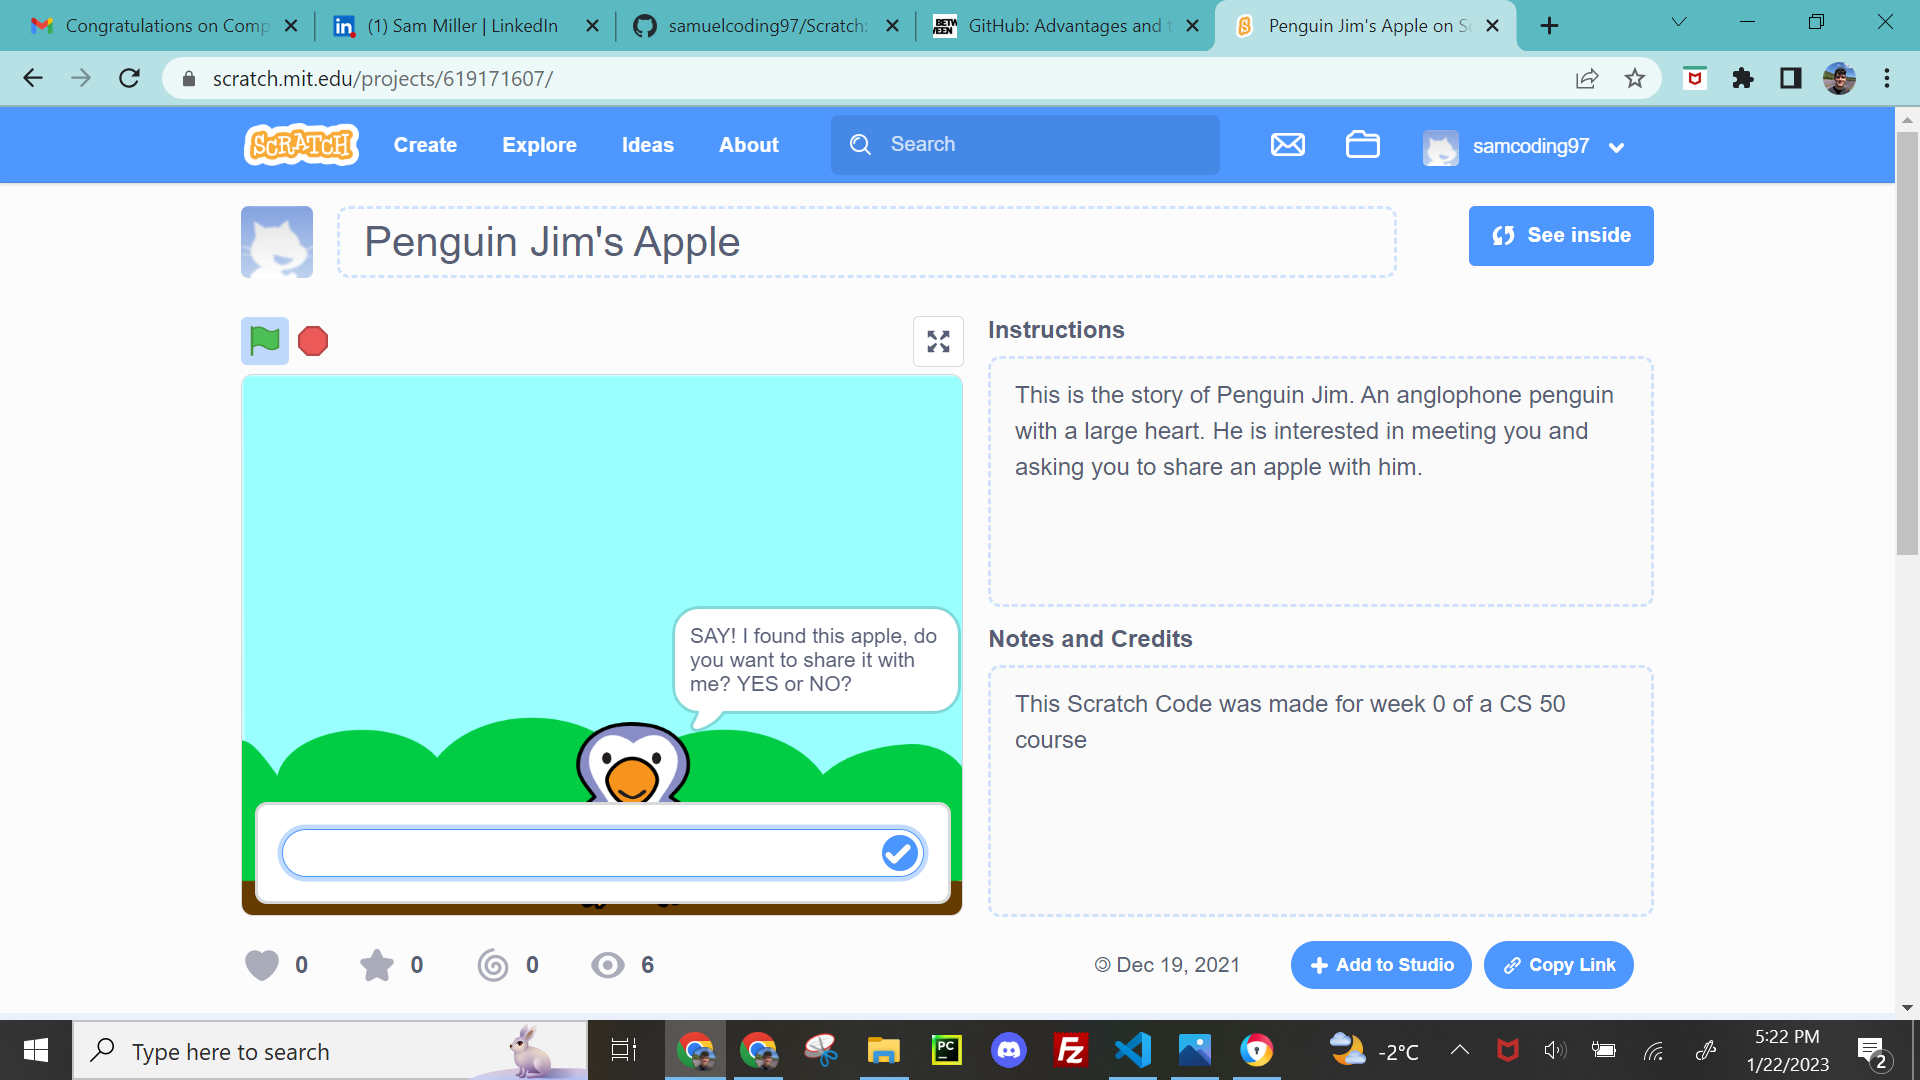 Congratulations on Comp
(1) Sam Miller | LinkedIn
samuelcoding97/Scratch:
BETW
EEN
GitHub: Advantages and
Penguin Jim's Apple on Sc
scratch.mit.edu/projects/619171607/
SCRATCH
Create
Explore
Ideas
About
Search
samcoding97
Penguin Jim's Apple
See inside
Instructions
This is the story of Penguin Jim. An anglophone penguin
with a large heart. He is interested in meeting you and
asking you to share an apple with him.
SAY! I found this apple, do
you want to share it with
me? YES or NO?
Notes and Credits
This Scratch Code was made for week 0 of a CS 50
course
0
0
0
6
Dec 19, 2021
Add to Studio
Copy Link
Type here to search
PC
FZ
-2°C
5:22 PM
1/22/2023
2